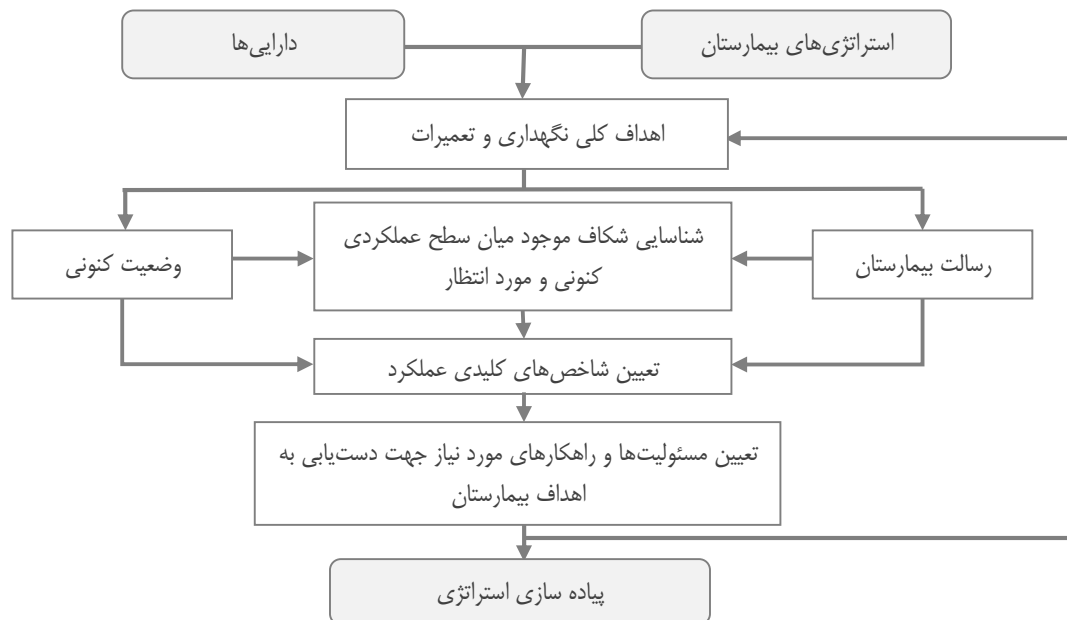 استراتژی‌های بیمارستان
دارایی‌ها
اهداف کلی نگهداری و تعمیرات
رسالت بیمارستان
شناسایی شکاف موجود میان سطح عملکردی
کنونی و مورد انتظار
وضعیت کنونی
تعیین شاخص‌های کلیدی عملکرد
تعیین مسئولیت‌ها و راهکارهای مورد نیاز جهت دست‌یابی به
اهداف بیمارستان
پیاده سازی استراتژی